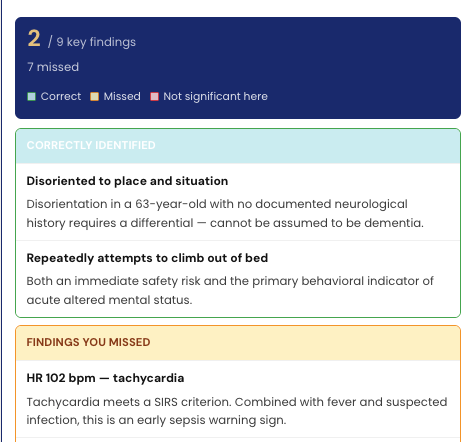 2 / 9 key findings
7 missed
Correct Missed Not significant here
CORRECTLY IDENTIFIED
Disoriented to place and situation
Disorientation in a 63-year-old with no documented neurological
history requires a differential — cannot be assumed to be dementia.
Repeatedly attempts to climb out of bed
Both an immediate safety risk and the primary behavioral indicator of
acute altered mental status.
FINDINGS YOU MISSED
HR 102 bpm — tachycardia
Tachycardia meets a SIRS criterion. Combined with fever and suspected
infection, this is an early sepsis warning sign.